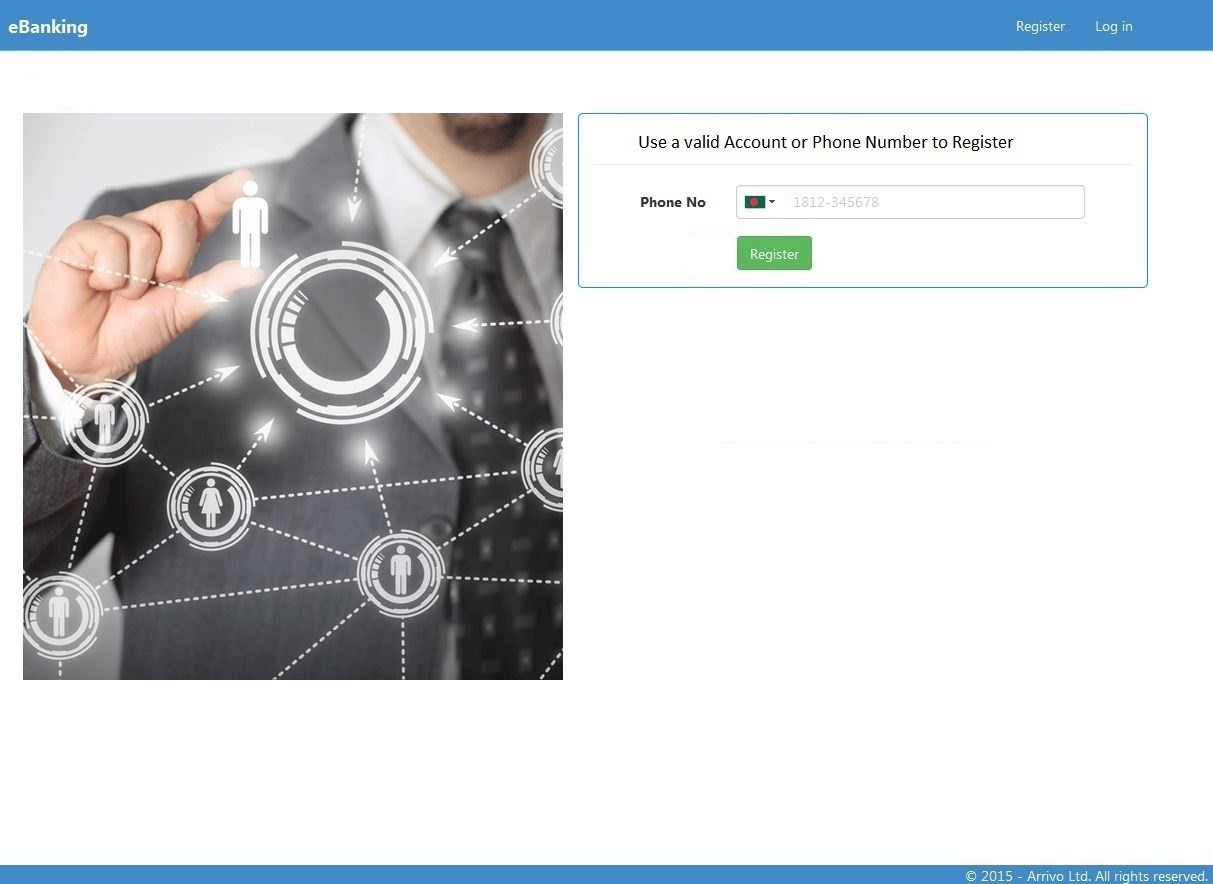 eBanking
Register
Log in
Use a valid Account or Phone Number to Register
Phone No
1812-345678
Register
© 2015 - Arrivo Ltd. All rights reserved.